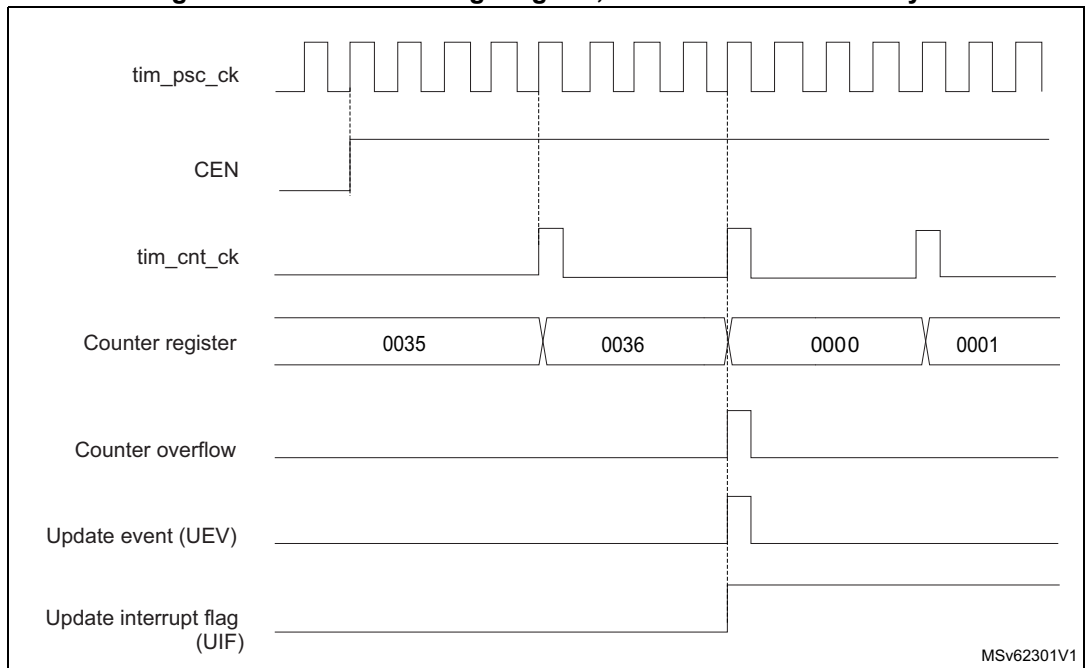 tim_psc_ck
CEN
tim_cnt_ck
Counter register
0035
0036
0000
0001
Counter overflow
Update event (UEV)
Update interrupt flag
(UIF)
MSv62301V1